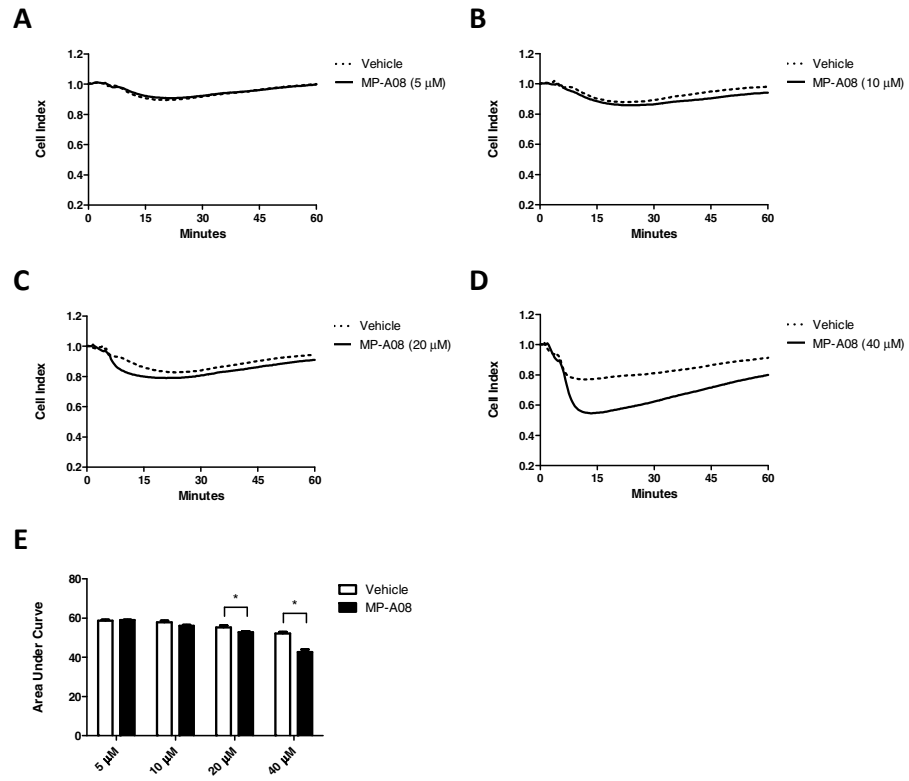 A
1.2
1.0
0.8
0.6
0.4
0.2
Cell Index
0 15 30 45 60
Minutes
Vehicle
MP-A08 (5 μM)
B
1.2
1.0
0.8
0.6
0.4
0.2
Cell Index
0 15 30 45 60
Minutes
Vehicle
MP-A08 (10 μM)
C
1.2
1.0
0.8
0.6
0.4
0.2
Cell Index
0 15 30 45 60
Minutes
Vehicle
MP-A08 (20 μM)
D
1.2
1.0
0.8
0.6
0.4
0.2
Cell Index
0 15 30 45 60
Minutes
Vehicle
MP-A08 (40 μM)
E
80
60
40
20
0
Area Under Curve
* *
5 μM 10 μM 20 μM 40 μM
Vehicle
MP-A08